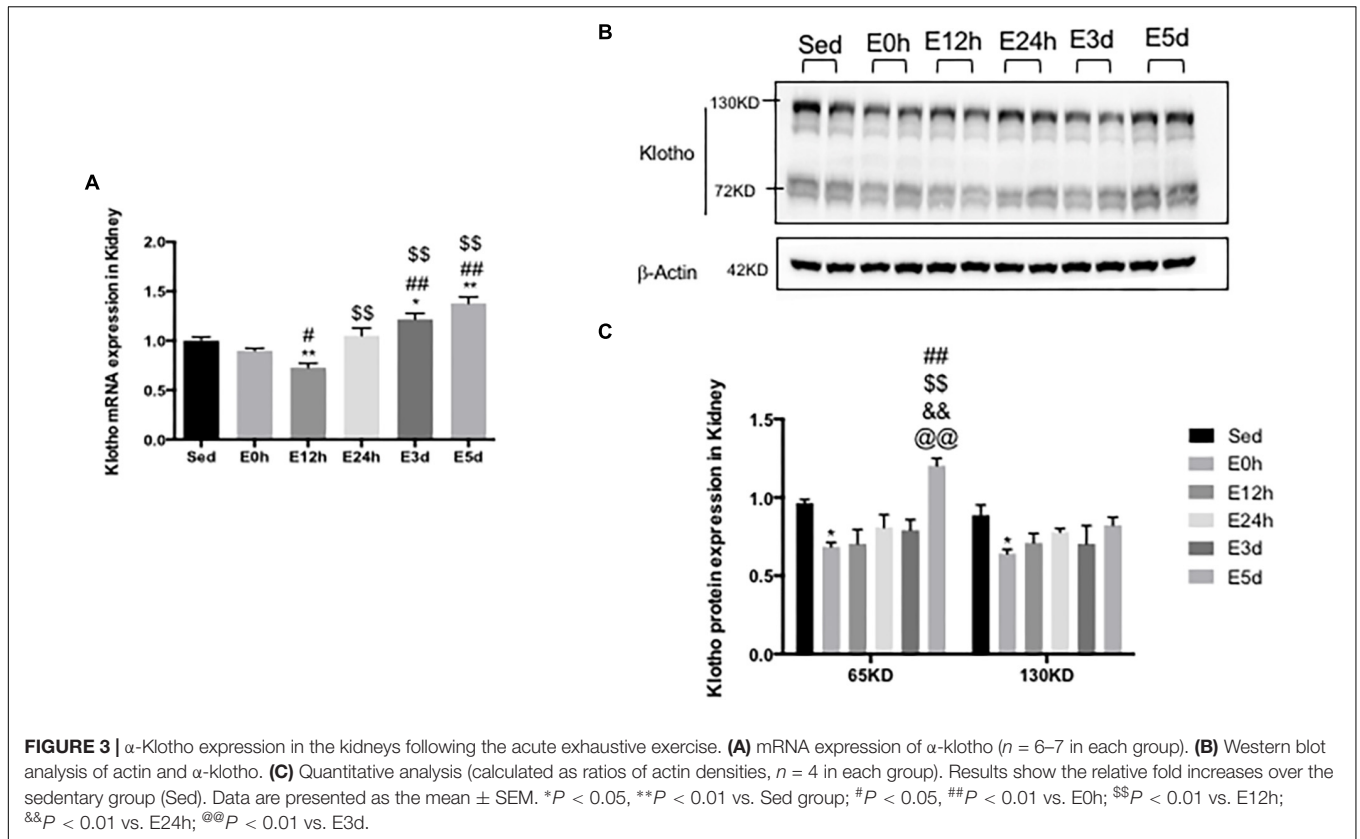 A
Klotho mRNA expression in Kidney
2.0
1.5
1.0
0.5
0.0
#
**
$$
$$
##
*
$$
##
**
Sed E0h E12h E24h E3d E5d
B
Sed E0h E12h E24h E3d E5d
130KD
Klotho
72KD
β-Actin 42KD
C
Klotho protein expression in Kidney
1.5
1.0
0.5
0.0
*
##
$$
&&
@@
*
65KD 130KD
Sed
E0h
E12h
E24h
E3d
E5d
FIGURE 3 | α-Klotho expression in the kidneys following the acute exhaustive exercise. (A) mRNA expression of α-klotho (n = 6–7 in each group). (B) Western blot
analysis of actin and α-klotho. (C) Quantitative analysis (calculated as ratios of actin densities, n = 4 in each group). Results show the relative fold increases over the
sedentary group (Sed). Data are presented as the mean ± SEM. *P < 0.05, **P < 0.01 vs. Sed group; #P < 0.05, ##P < 0.01 vs. E0h; $$P < 0.01 vs. E12h;
&&P < 0.01 vs. E24h; @@P < 0.01 vs. E3d.